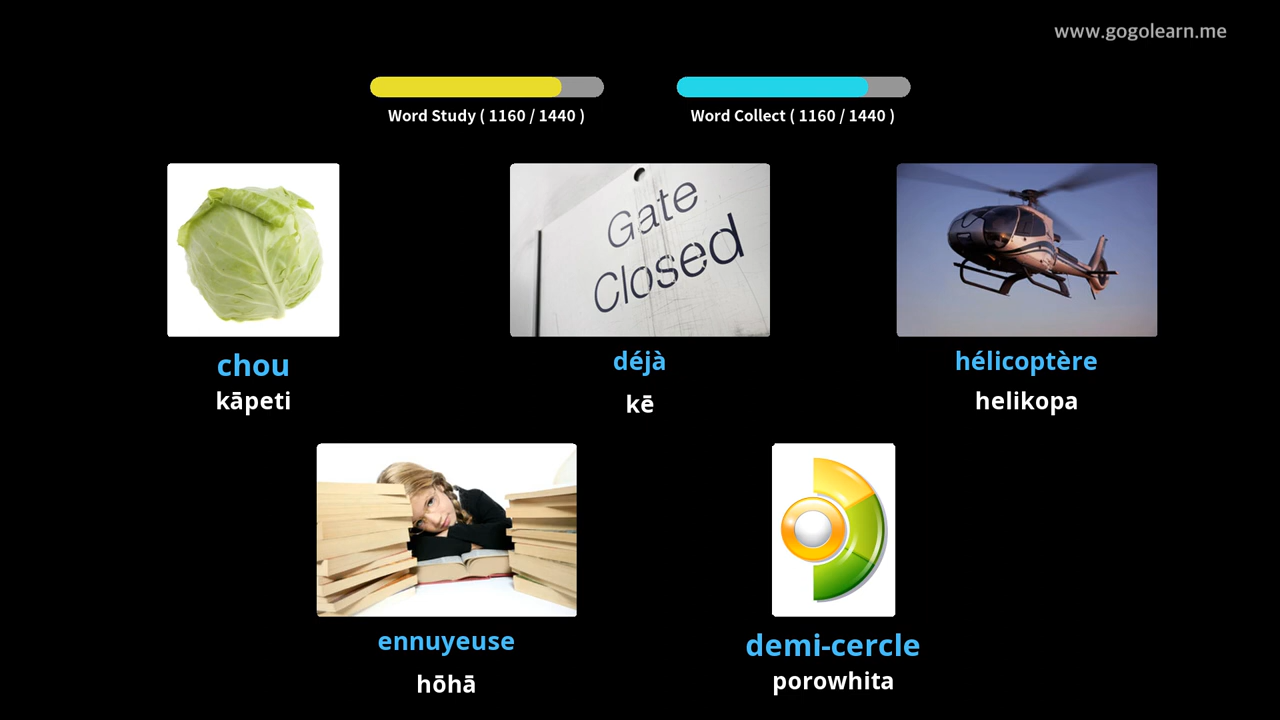 www.gogolearn.me
Word Study ( 1160 / 1440 )
Word Collect ( 1160 / 1440 )
Gate
Closed
chou
kāpeti
déjà
kē
hélicoptère
helikopa
ennuyeuse
hōhā
demi-cercle
porowhita